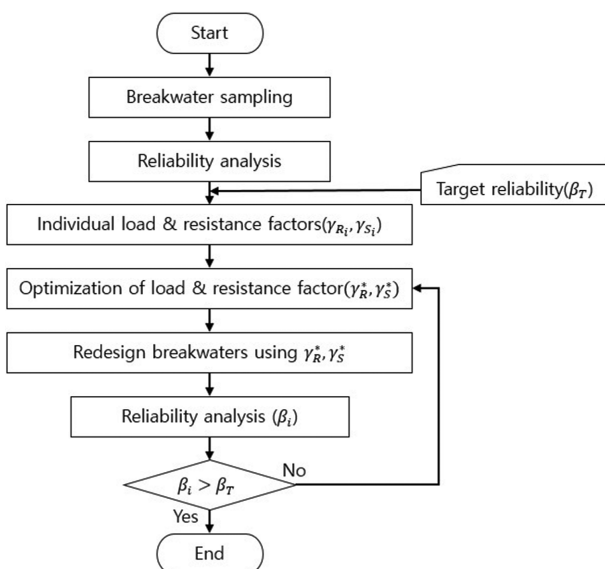 Start
Breakwater sampling
Reliability analysis
Target reliability(β_T)
Individual load & resistance factors(γ_{R_i}, γ_{S_i})
Optimization of load & resistance factor(γ_R^*, γ_S^*)
Redesign breakwaters using γ_R^*, γ_S^*
Reliability analysis (β_i)
β_i > β_T
No
Yes
End